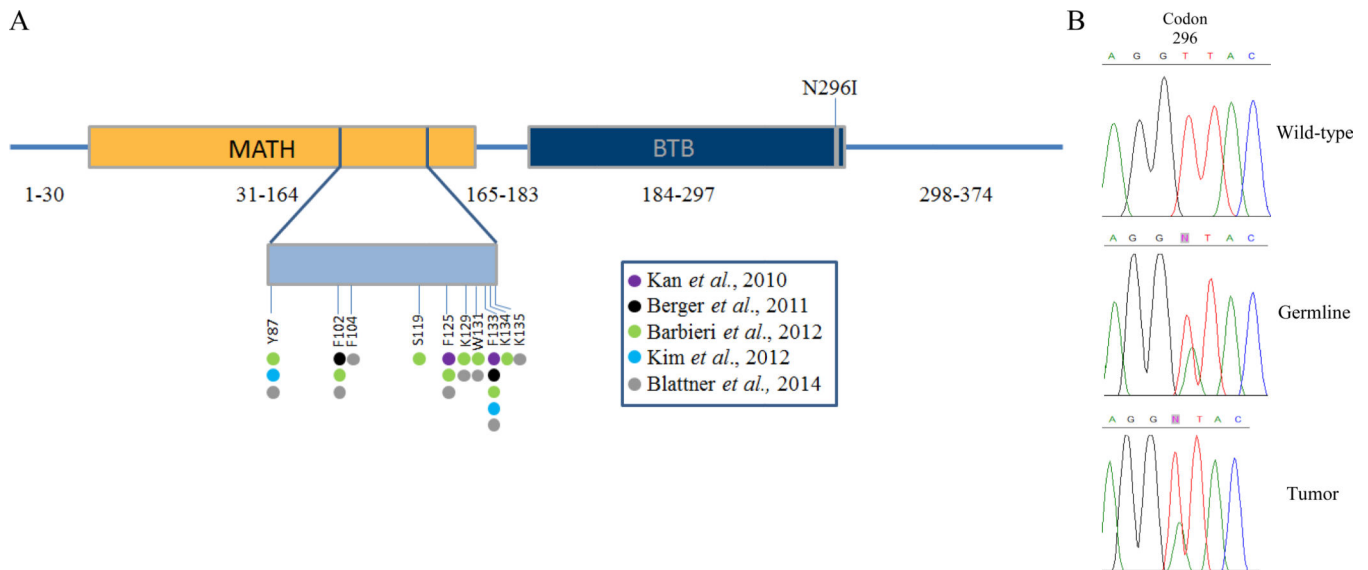 A
N296I
MATH
BTB
1-30
31-164
165-183
184-297
298-374
Y87
F102
F104
S119
F125
K129
W131
F133
K134
K135
Kan et al., 2010
Berger et al., 2011
Barbieri et al., 2012
Kim et al., 2012
Blattner et al., 2014
B
Codon
296
A G G T T A C
Wild-type
A G G N T A C
Germline
A G G N T A C
Tumor